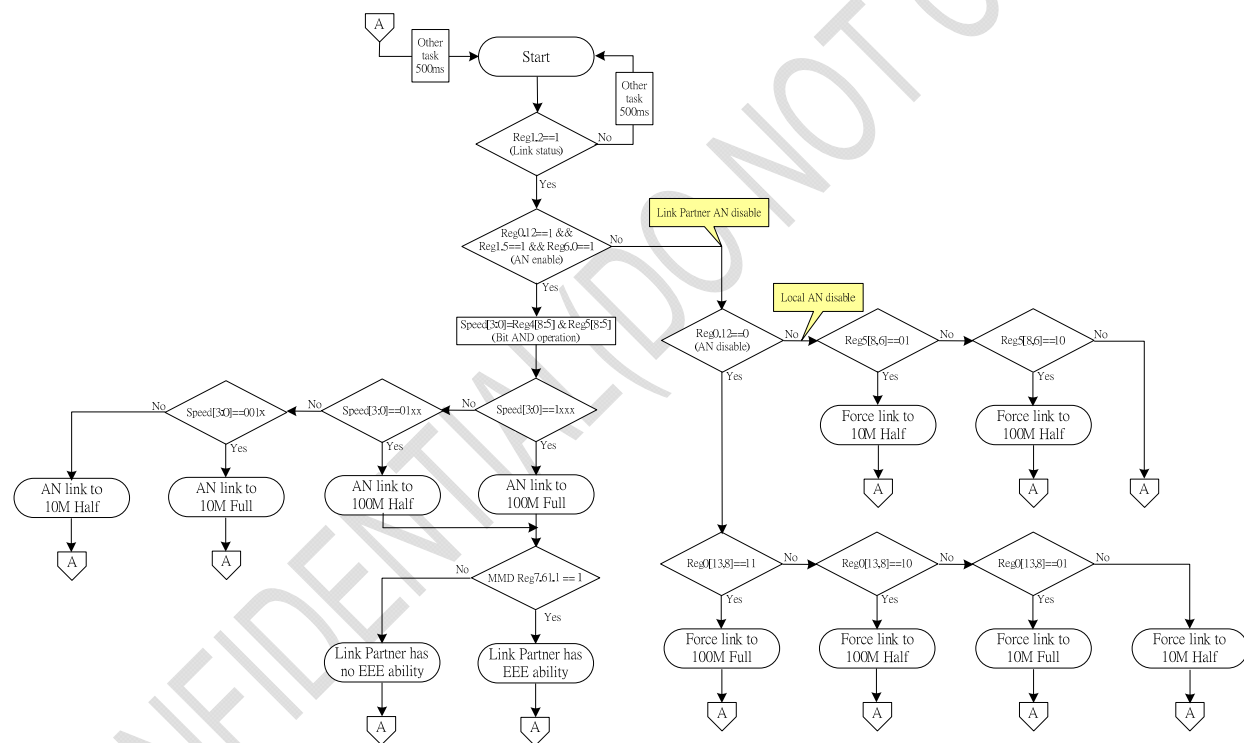 A
Other
task
500ms
Start
Other
task
500ms
Reg1.2==1
(Link status)
No
Yes
Link Partner AN disable
Reg0.12==1 &&
Reg1.5==1 && Reg6.0==1
(AN enable)
No
Yes
Local AN disable
Speed[3:0]=Reg4[8:5] & Reg5[8:5]
(Bit AND operation)
Reg0.12==0
(AN disable)
No
Reg5[8,6]==01
No
Reg5[8,6]==10
No
Yes
Yes
Yes
No
Speed[3:0]==001x
No
Speed[3:0]==01xx
No
Speed[3:0]==1xxx
Yes
Yes
Yes
Force link to
10M Half
Force link to
100M Half
AN link to
10M Half
AN link to
10M Full
AN link to
100M Half
AN link to
100M Full
A
A
A
A
A
No
MMD Reg7.61.1 == 1
Yes
Reg0[13,8]==11
No
Reg0[13,8]==10
No
Reg0[13,8]==01
No
Yes
Yes
Yes
Link Partner has
no EEE ability
Link Partner has
EEE ability
Force link to
100M Full
Force link to
100M Half
Force link to
10M Full
Force link to
10M Half
A
A
A
A
A
A
NFIDENTIAL(DO NOT